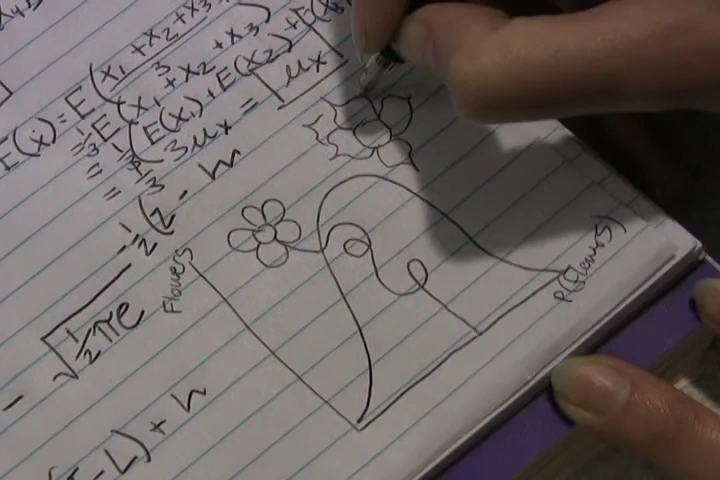 E(x̄) = E(x₁ + x₂ + x₃
3
= ⅓ E(x₁ + x₂ + x₃)
= ⅓ (E(x₁) + E(x₂) + E(
= ⅓ 3μₓ = μₓ
Flowers
P(flowers)
- √½πe
-L) + h